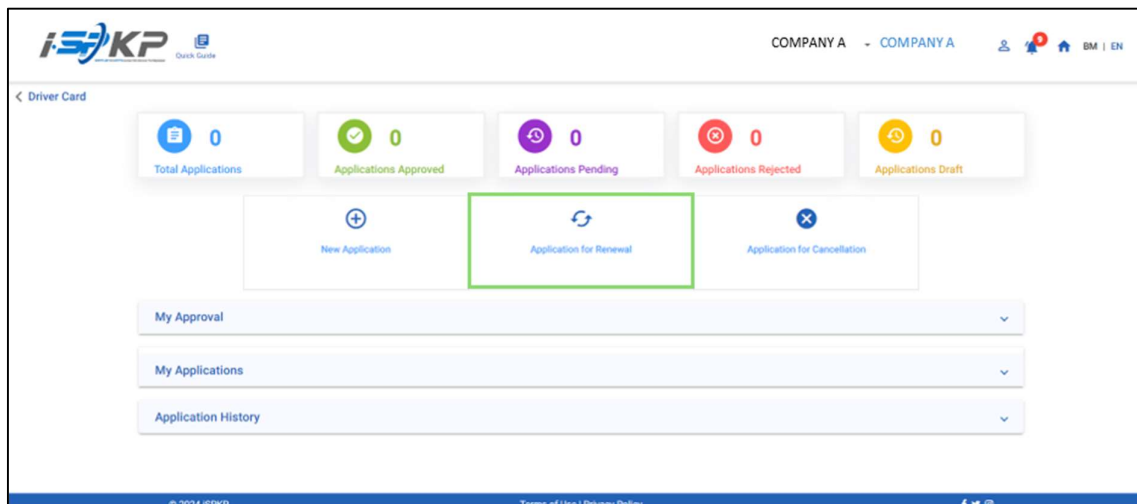 i-SPKP
Quick Guide
COMPANY A - COMPANY A
9
BM | EN
< Driver Card
0
Total Applications
0
Applications Approved
0
Applications Pending
0
Applications Rejected
0
Applications Draft
New Application
Application for Renewal
Application for Cancellation
My Approval
My Applications
Application History
© 2024 iSPKP
Terms of Use | Privacy Policy